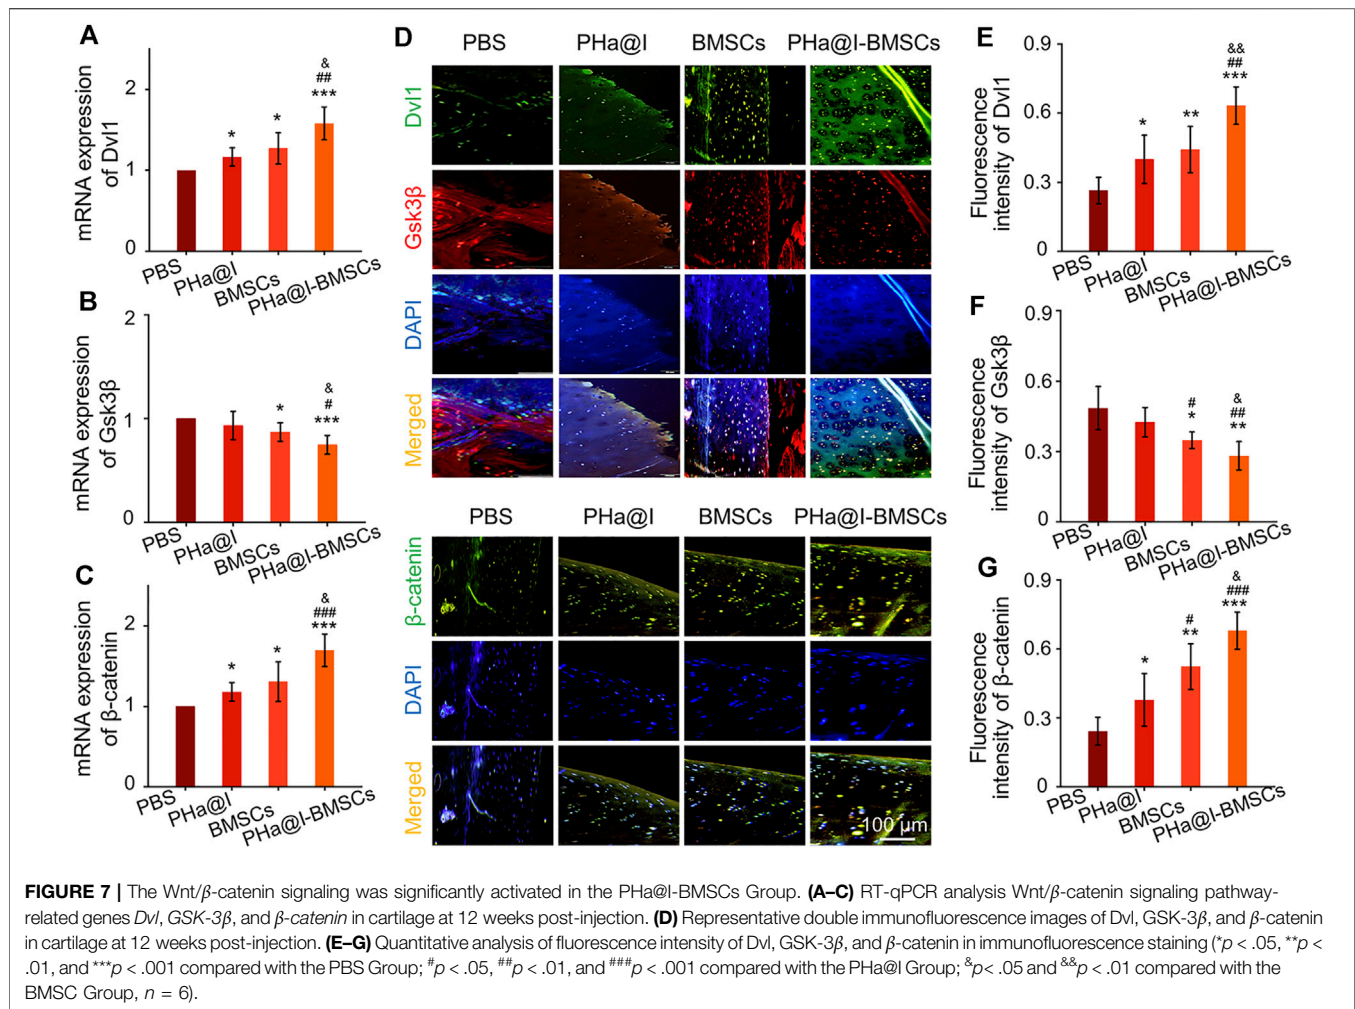 A
mRNA expression
of Dvl1
2
1
0
*
*
&
##
***
PBS
PHa@I
BMSCs
PHa@I-BMSCs
B
mRNA expression
of Gsk3β
2
1
0
*
&
#
***
PBS
PHa@I
BMSCs
PHa@I-BMSCs
C
mRNA expression
of β-catenin
2
1
0
*
*
&
###
***
PBS
PHa@I
BMSCs
PHa@I-BMSCs
D
PBS
PHa@I
BMSCs
PHa@I-BMSCs
Dvl1
Gsk3β
DAPI
Merged
PBS
PHa@I
BMSCs
PHa@I-BMSCs
β-catenin
DAPI
Merged
100 μm
E
Fluorescence
intensity of Dvl1
0.9
0.6
0.3
0
*
**
&&
##
***
PBS
PHa@I
BMSCs
PHa@I-BMSCs
F
Fluorescence
intensity of Gsk3β
0.9
0.6
0.3
0
#
*
&
##
**
PBS
PHa@I
BMSCs
PHa@I-BMSCs
G
Fluorescence
intensity of β-catenin
0.9
0.6
0.3
0
*
#
**
&
###
***
PBS
PHa@I
BMSCs
PHa@I-BMSCs
FIGURE 7 | The Wnt/β-catenin signaling was significantly activated in the PHa@I-BMSCs Group. (A–C) RT-qPCR analysis Wnt/β-catenin signaling pathway-
related genes Dvl, GSK-3β, and β-catenin in cartilage at 12 weeks post-injection. (D) Representative double immunofluorescence images of Dvl, GSK-3β, and β-catenin
in cartilage at 12 weeks post-injection. (E–G) Quantitative analysis of fluorescence intensity of Dvl, GSK-3β, and β-catenin in immunofluorescence staining (*p < .05, **p <
.01, and ***p < .001 compared with the PBS Group; #p < .05, ##p < .01, and ###p < .001 compared with the PHa@I Group; &p< .05 and &&p < .01 compared with the
BMSC Group, n = 6).